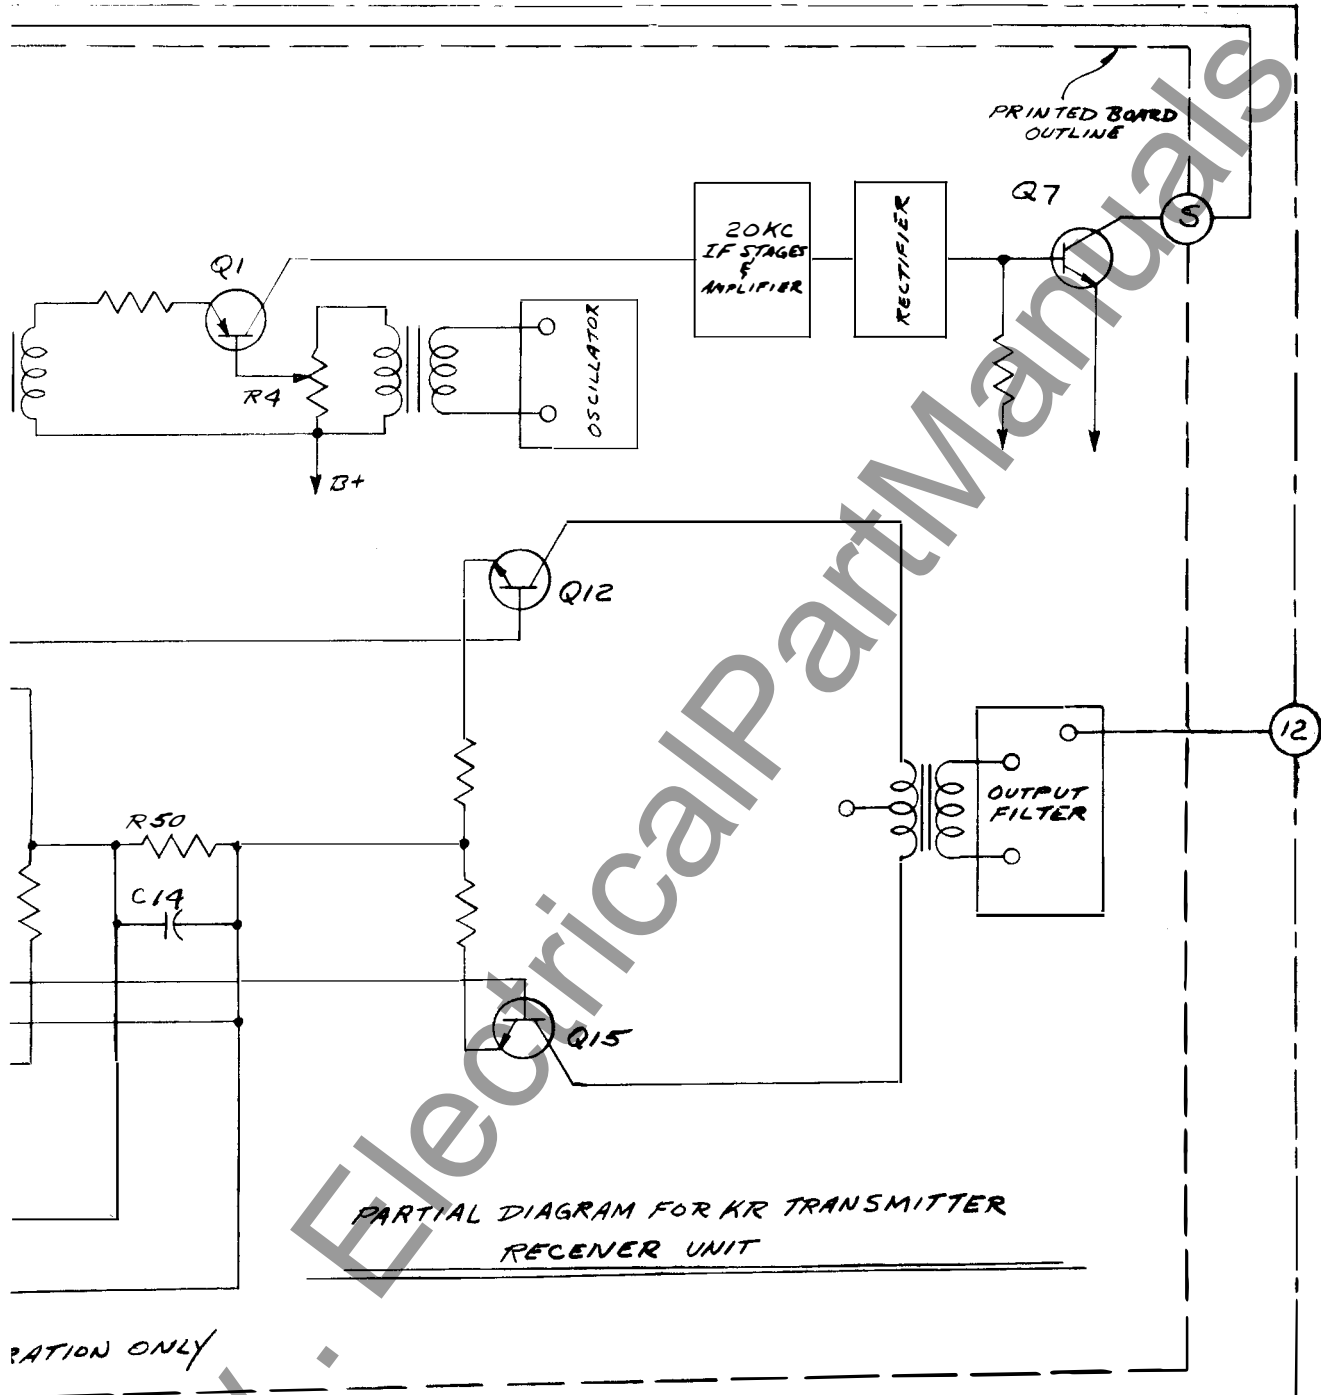 PRINTED BOARD
OUTLINE
Q7
S
20KC
IF STAGES
&
AMPLIFIER
RECTIFIER
Q1
R4
OSCILLATOR
B+
Q12
12
OUTPUT
FILTER
R50
C14
Q15
PARTIAL DIAGRAM FOR KR TRANSMITTER
RECEIVER UNIT
RATION ONLY
. ElectricalPartManuals